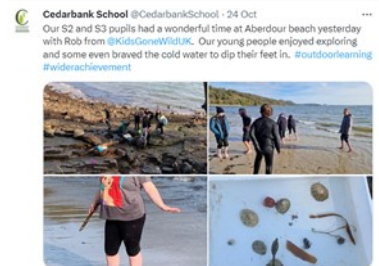 Cedarbank School @CedarbankSchool · 24 Oct
Our S2 and S3 pupils had a wonderful time at Aberdour beach yesterday
with Rob from @KidsGoneWildUK. Our young people enjoyed exploring
and some even braved the cold water to dip their feet in. #outdoorlearning
#widerachievement